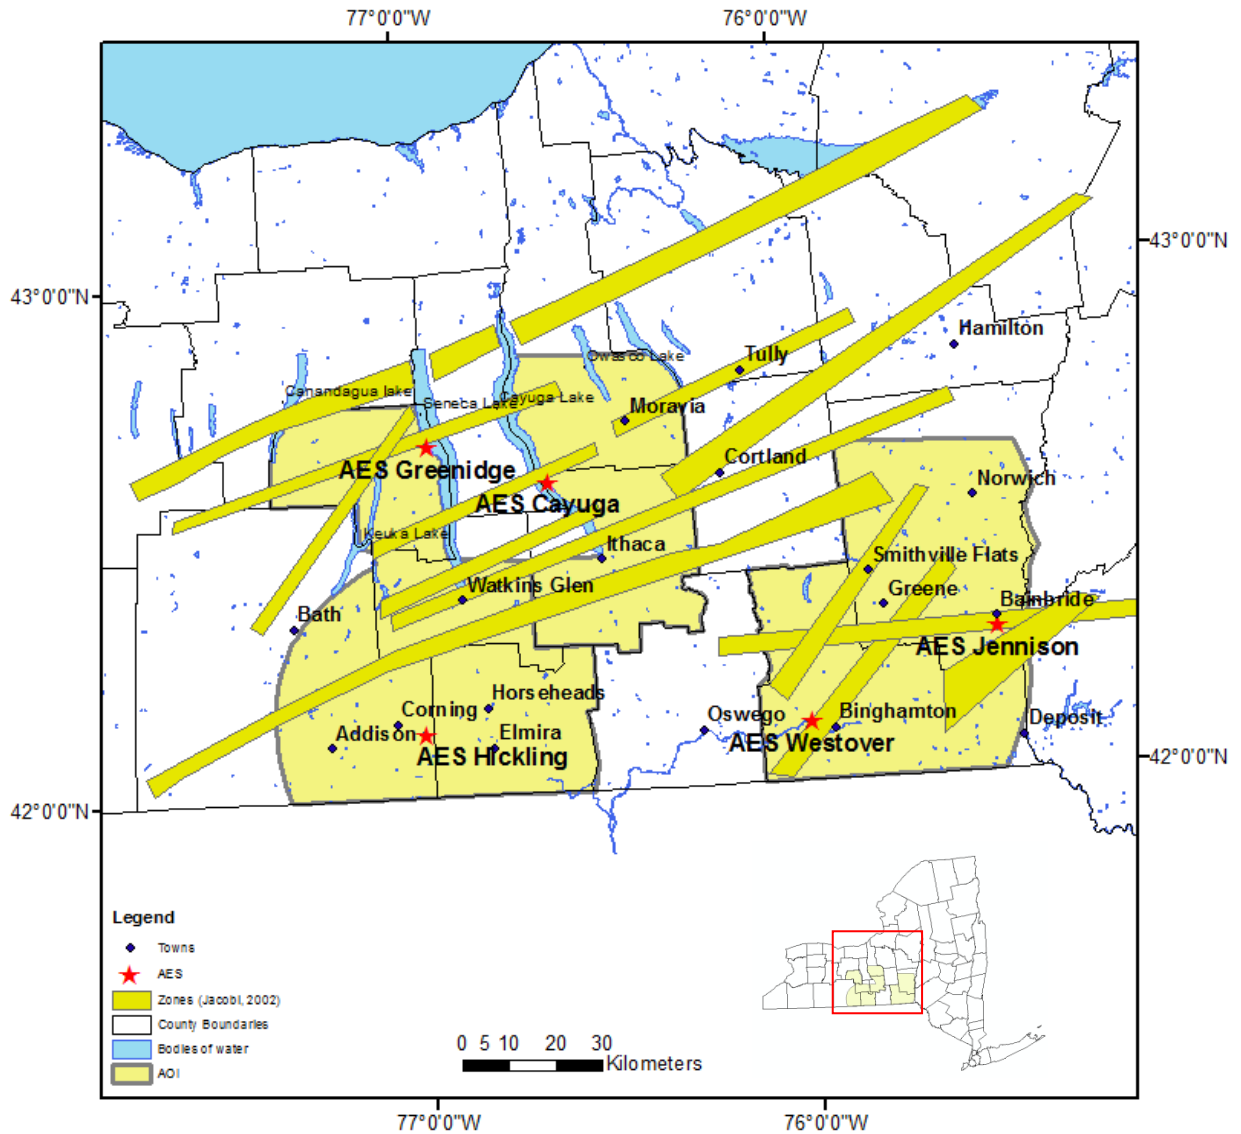 77°0'0"W
76°0'0"W
43°0'0"N
43°0'0"N
Hamilton
Owasco Lake
Tully
Canandagua lake
Seneca Lake
Cayuga Lake
Moravia
AES Greenidge
Cortland
AES Cayuga
Norwich
Keuka Lake
Ithaca
Smithville Flats
Watkins Glen
Greene
Bainbride
Bath
AES Jennison
Horseheads
Corning
Oswego
Binghamton
Deposit
Addison
Elmira
AES Hickling
AES Westover
42°0'0"N
42°0'0"N
Legend
Towns
AES
Zones (Jacobi, 2002)
County Boundaries
Bodies of water
AOI
0 5 10 20 30
Kilometers
77°0'0"W
76°0'0"W